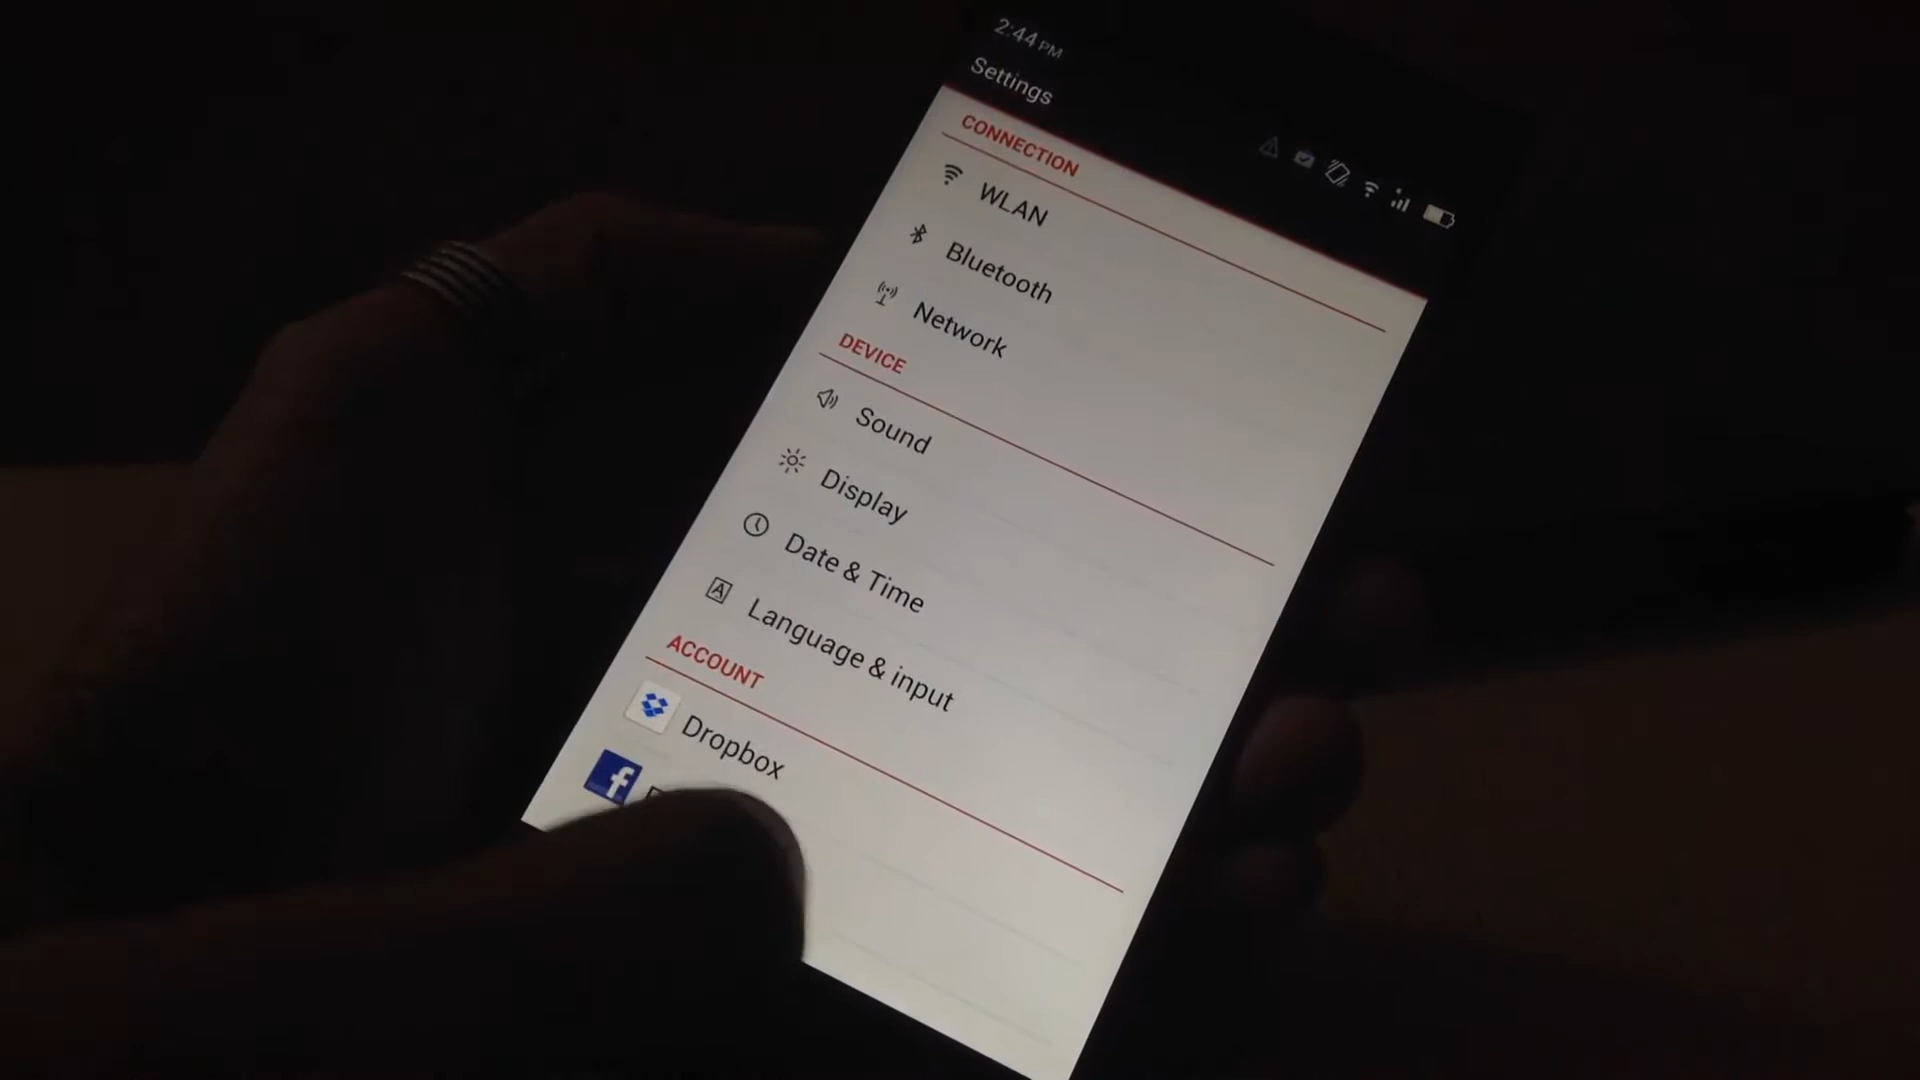 2:44 PM
Settings
CONNECTION
WLAN
Bluetooth
Network
DEVICE
Sound
Display
Date & Time
Language & input
ACCOUNT
Dropbox